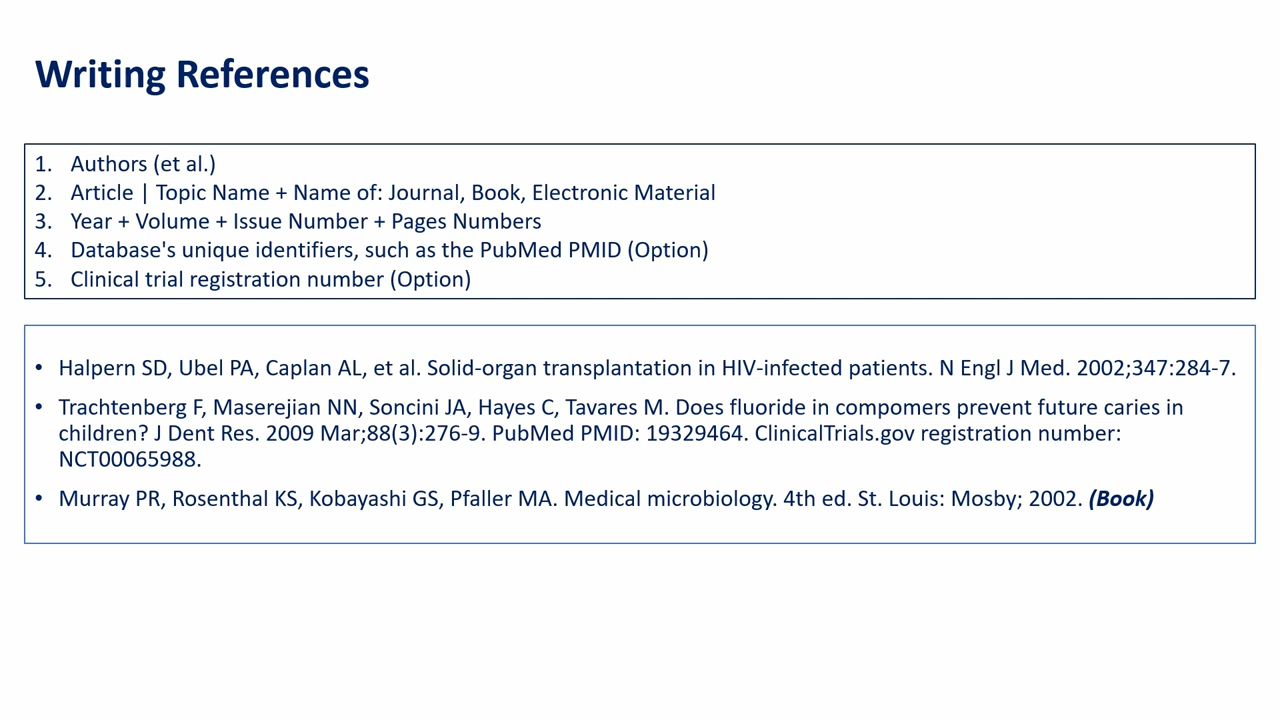 Writing References
1. Authors (et al.)
2. Article | Topic Name + Name of: Journal, Book, Electronic Material
3. Year + Volume + Issue Number + Pages Numbers
4. Database's unique identifiers, such as the PubMed PMID (Option)
5. Clinical trial registration number (Option)
• Halpern SD, Ubel PA, Caplan AL, et al. Solid-organ transplantation in HIV-infected patients. N Engl J Med. 2002;347:284-7.
• Trachtenberg F, Maserejian NN, Soncini JA, Hayes C, Tavares M. Does fluoride in compomers prevent future caries in
children? J Dent Res. 2009 Mar;88(3):276-9. PubMed PMID: 19329464. ClinicalTrials.gov registration number:
NCT00065988.
• Murray PR, Rosenthal KS, Kobayashi GS, Pfaller MA. Medical microbiology. 4th ed. St. Louis: Mosby; 2002. (Book)